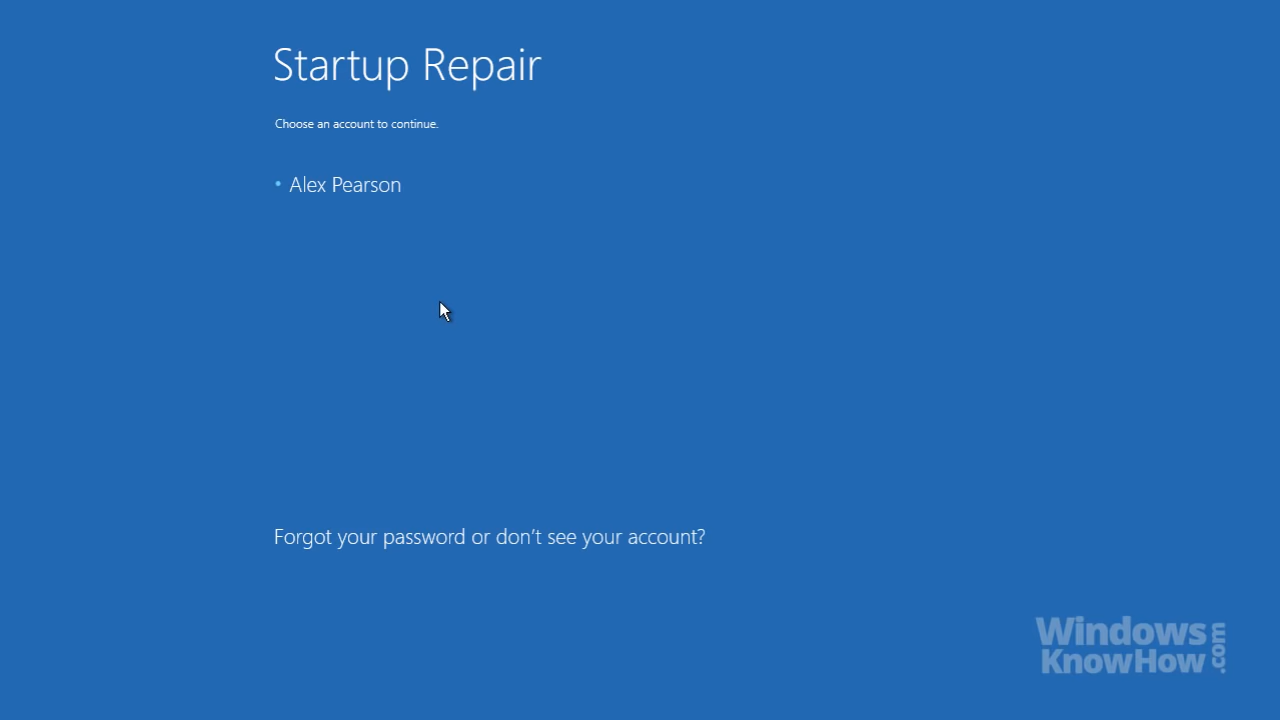 Startup Repair
Choose an account to continue.
• Alex Pearson
Forgot your password or don't see your account?
Windows
KnowHow
.com